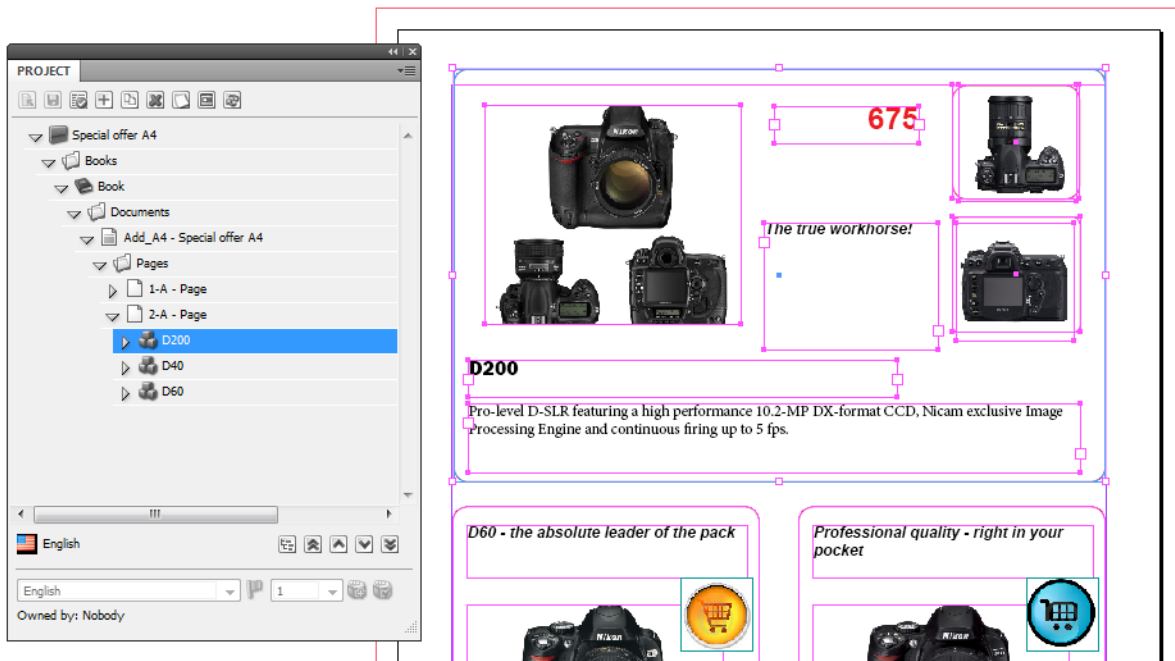 PROJECT
Special offer A4
Books
Book
Documents
Add_A4 - Special offer A4
Pages
1-A - Page
2-A - Page
D200
D40
D60
English
English
1
Owned by: Nobody
Nikon
675
The true workhorse!
D200
Pro-level D-SLR featuring a high performance 10.2-MP DX-format CCD, Nicam exclusive Image
Processing Engine and continuous firing up to 5 fps.
D60 - the absolute leader of the pack
Professional quality - right in your
pocket
Nikon
Nikon